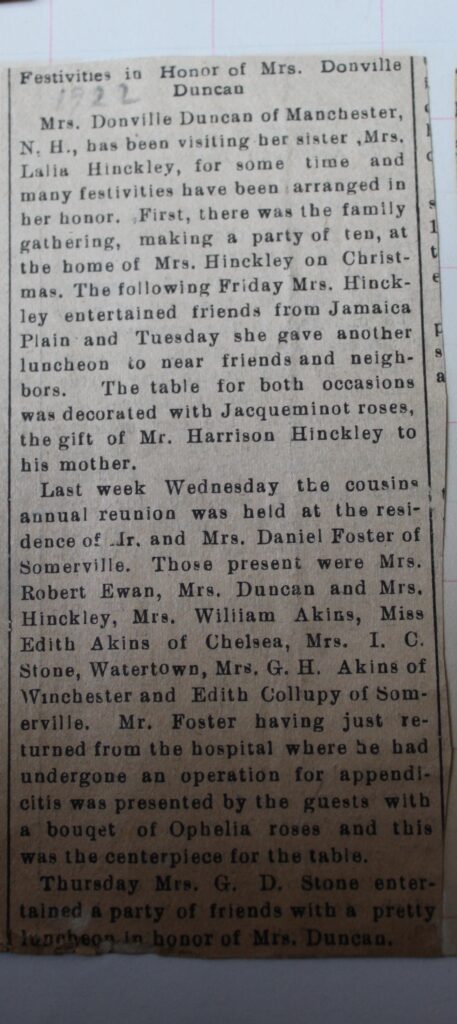 Festivities in Honor of Mrs. Donville
Duncan
1922
Mrs. Donville Duncan of Manchester,
N. H., has been visiting her sister ,Mrs.
Lalia Hinckley, for some time and
many festivities have been arranged in
her honor. First, there was the family
gathering, making a party of ten, at
the home of Mrs. Hinckley on Christ-
mas. The following Friday Mrs. Hinck-
ley entertained friends from Jamaica
Plain and Tuesday she gave another
luncheon to near friends and neigh-
bors. The table for both occasions
was decorated with Jacqueminot roses,
the gift of Mr. Harrison Hinckley to
his mother.
Last week Wednesday the cousins
annual reunion was held at the resi-
dence of Mr. and Mrs. Daniel Foster of
Somerville. Those present were Mrs.
Robert Ewan, Mrs. Duncan and Mrs.
Hinckley, Mrs. Wiliiam Akins, Miss
Edith Akins of Chelsea, Mrs. I. C.
Stone, Watertown, Mrs. G. H. Akins of
Winchester and Edith Collupy of Som-
erville. Mr. Foster having just re-
turned from the hospital where he had
undergone an operation for appendi-
citis was presented by the guests with
a bouqet of Ophelia roses and this
was the centerpiece for the table.
Thursday Mrs. G. D. Stone enter-
tained a party of friends with a pretty
luncheon in honor of Mrs. Duncan.